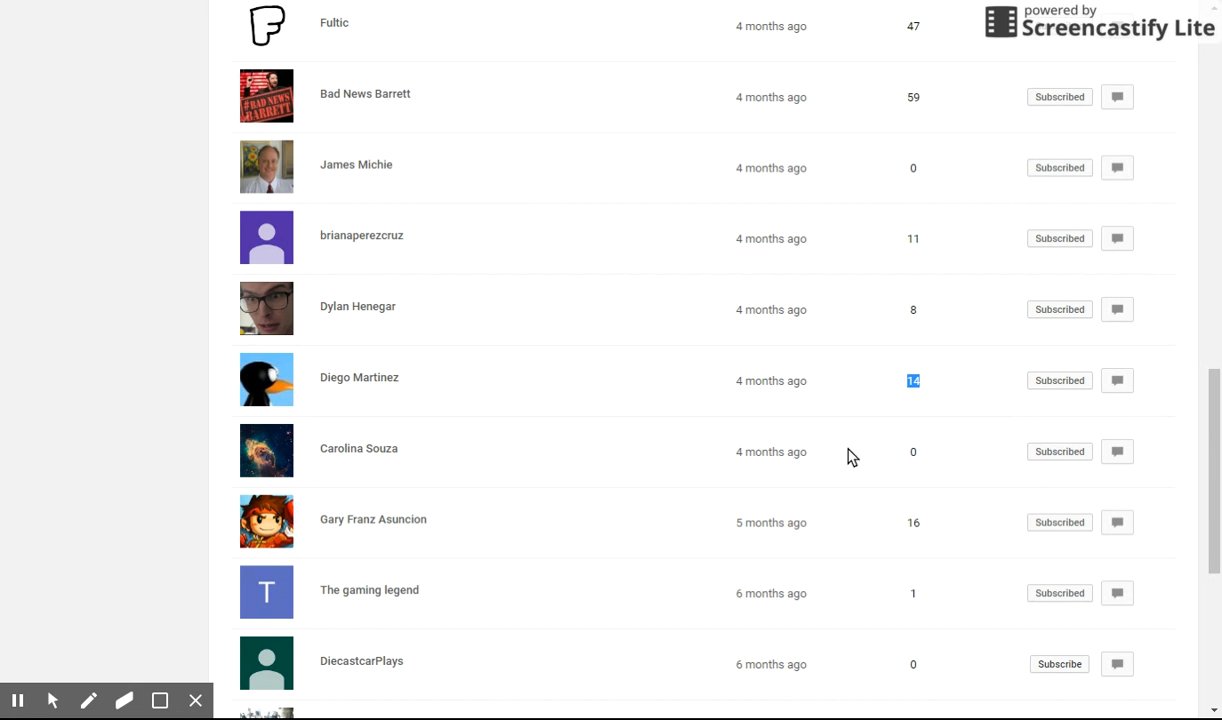 powered by
Screencastify Lite
F
Fultic 4 months ago 47
#BAD NEWS
BARRETT
Bad News Barrett 4 months ago 59 Subscribed
James Michie 4 months ago 0 Subscribed
brianaperezcruz 4 months ago 11 Subscribed
Dylan Henegar 4 months ago 8 Subscribed
Diego Martinez 4 months ago 14 Subscribed
Carolina Souza 4 months ago 0 Subscribed
Gary Franz Asuncion 5 months ago 16 Subscribed
T
The gaming legend 6 months ago 1 Subscribed
DiecastcarPlays 6 months ago 0 Subscribe